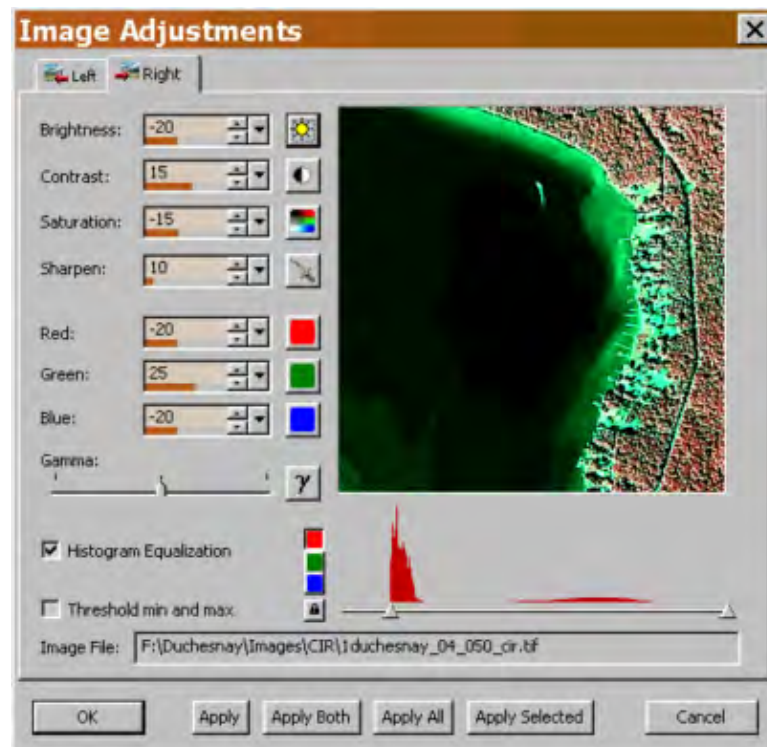 Image Adjustments
Left Right
Brightness: -20
Contrast: 15
Saturation: -15
Sharpen: 10
Red: -20
Green: 25
Blue: -20
Gamma:
γ
Histogram Equalization
Threshold min and max
Image File: F:\Duchesnay\Images\CIR\1duchesnay_04_050_cir.tif
OK Apply Apply Both Apply All Apply Selected Cancel